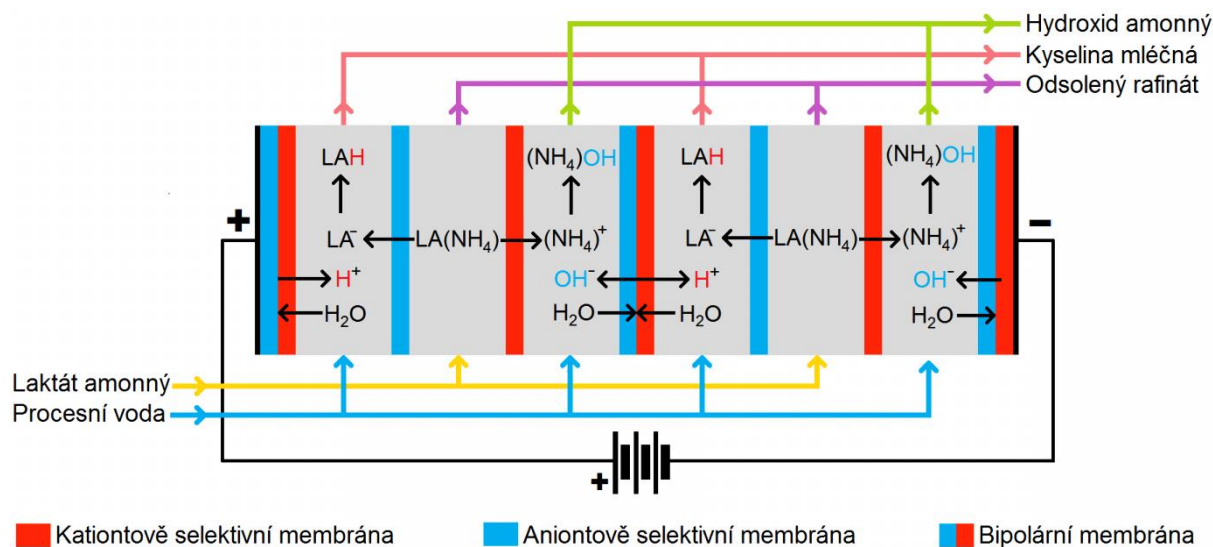 Hydroxid amonný
Kyselina mléčná
Odsolený rafinát
LAH (NH₄)OH LAH (NH₄)OH
+ −
LA⁻ LA(NH₄) (NH₄)⁺ LA⁻ LA(NH₄) (NH₄)⁺
H⁺ OH⁻ H⁺ OH⁻
H₂O H₂O H₂O H₂O
Laktát amonný
Procesní voda
+
Kationtově selektivní membrána Aniontově selektivní membrána Bipolární membrána